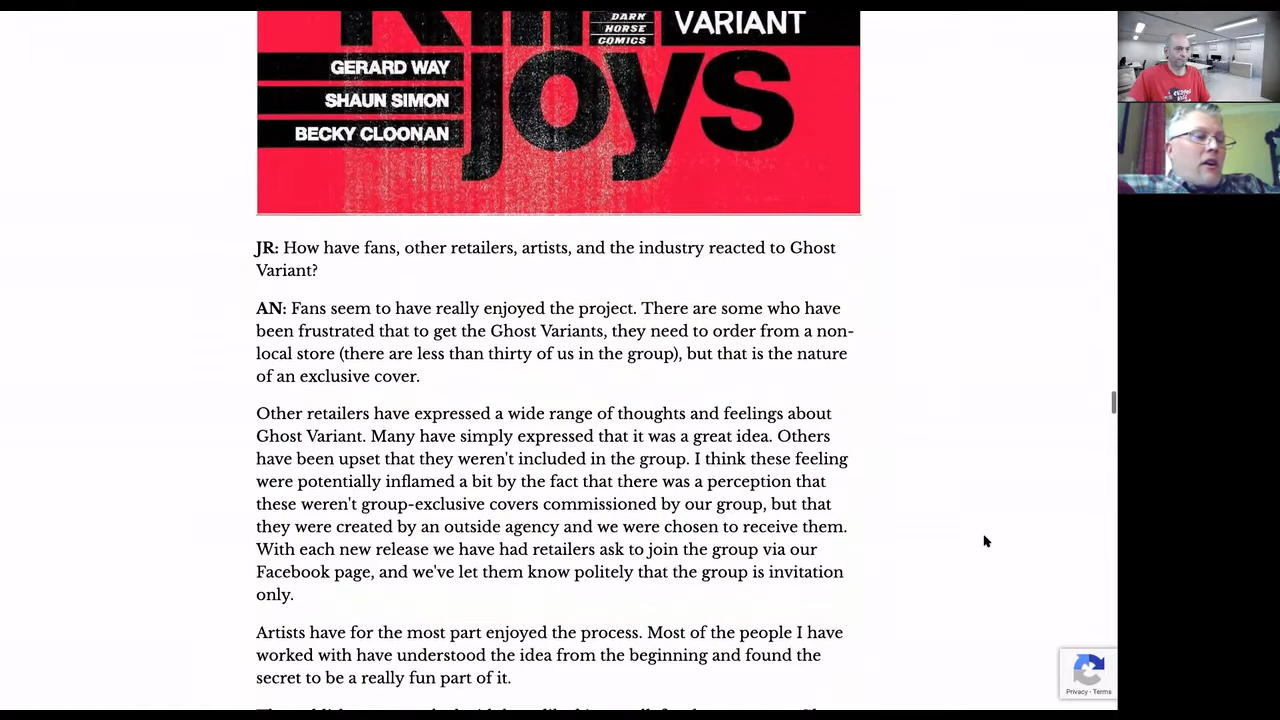 DARK
HORSE
COMICS
VARIANT
GERARD WAY
SHAUN SIMON
BECKY CLOONAN
joys
JR: How have fans, other retailers, artists, and the industry reacted to Ghost
Variant?
AN: Fans seem to have really enjoyed the project. There are some who have
been frustrated that to get the Ghost Variants, they need to order from a non-
local store (there are less than thirty of us in the group), but that is the nature
of an exclusive cover.
Other retailers have expressed a wide range of thoughts and feelings about
Ghost Variant. Many have simply expressed that it was a great idea. Others
have been upset that they weren't included in the group. I think these feeling
were potentially inflamed a bit by the fact that there was a perception that
these weren't group-exclusive covers commissioned by our group, but that
they were created by an outside agency and we were chosen to receive them.
With each new release we have had retailers ask to join the group via our
Facebook page, and we've let them know politely that the group is invitation
only.
Artists have for the most part enjoyed the process. Most of the people I have
worked with have understood the idea from the beginning and found the
secret to be a really fun part of it.
Privacy - Terms